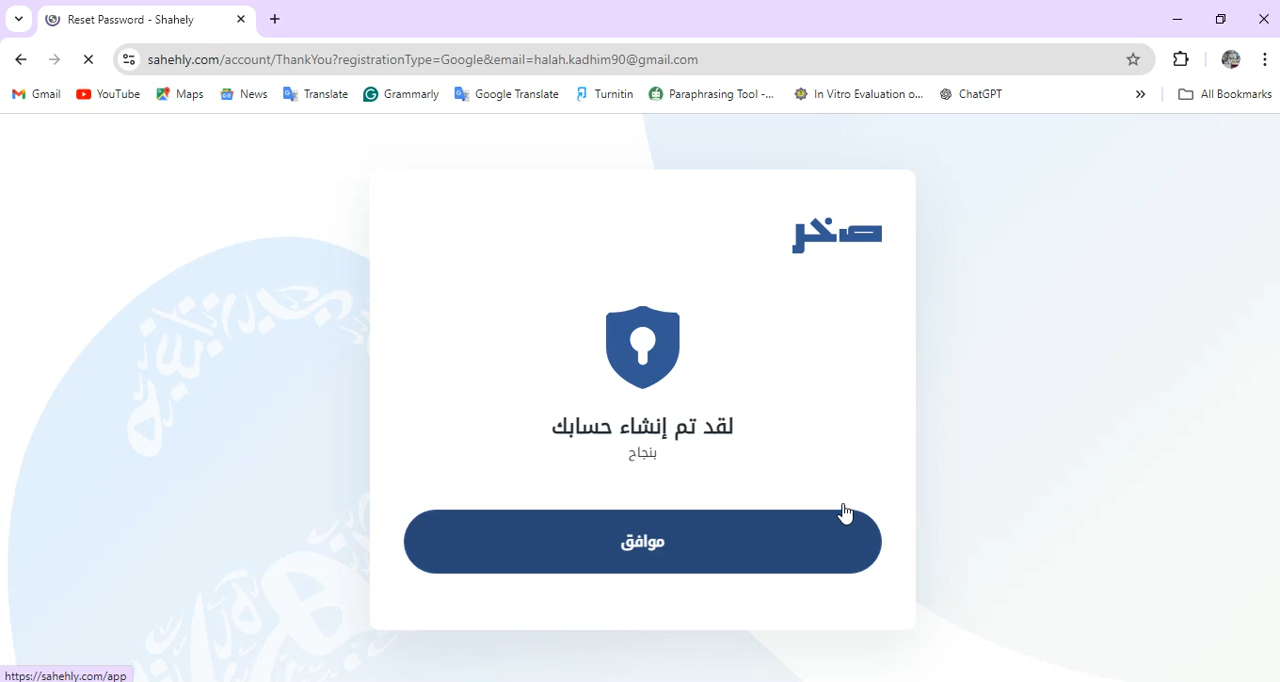 Reset Password - Shahely
sahehly.com/account/ThankYou?registrationType=Google&email=halah.kadhim90@gmail.com
Gmail YouTube Maps News Translate Grammarly Google Translate Turnitin Paraphrasing Tool -... In Vitro Evaluation o... ChatGPT » All Bookmarks
صخر
لقد تم إنشاء حسابك
بنجاح
موافق
https://sahehly.com/app